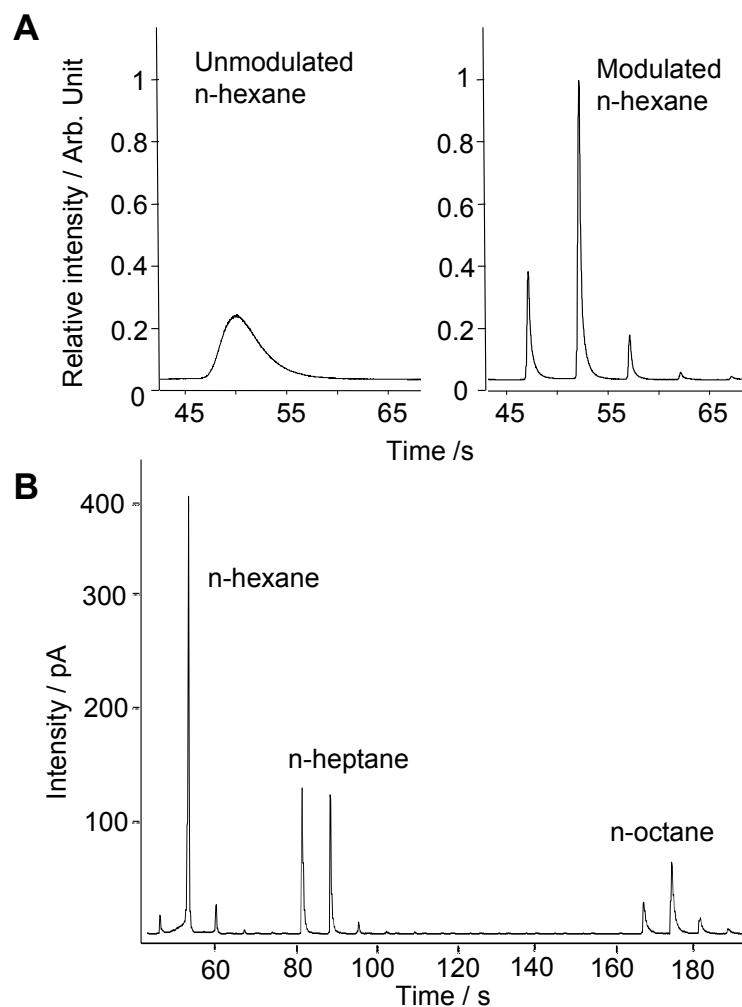 A
Relative intensity / Arb. Unit
1
0.8
0.6
0.4
0.2
0
45
55
65
Unmodulated
n-hexane
1
0.8
0.6
0.4
0.2
0
45
55
65
Modulated
n-hexane
Time /s
B
Intensity / pA
400
300
200
100
n-hexane
n-heptane
n-octane
60
80
100
120
140
160
180
Time / s